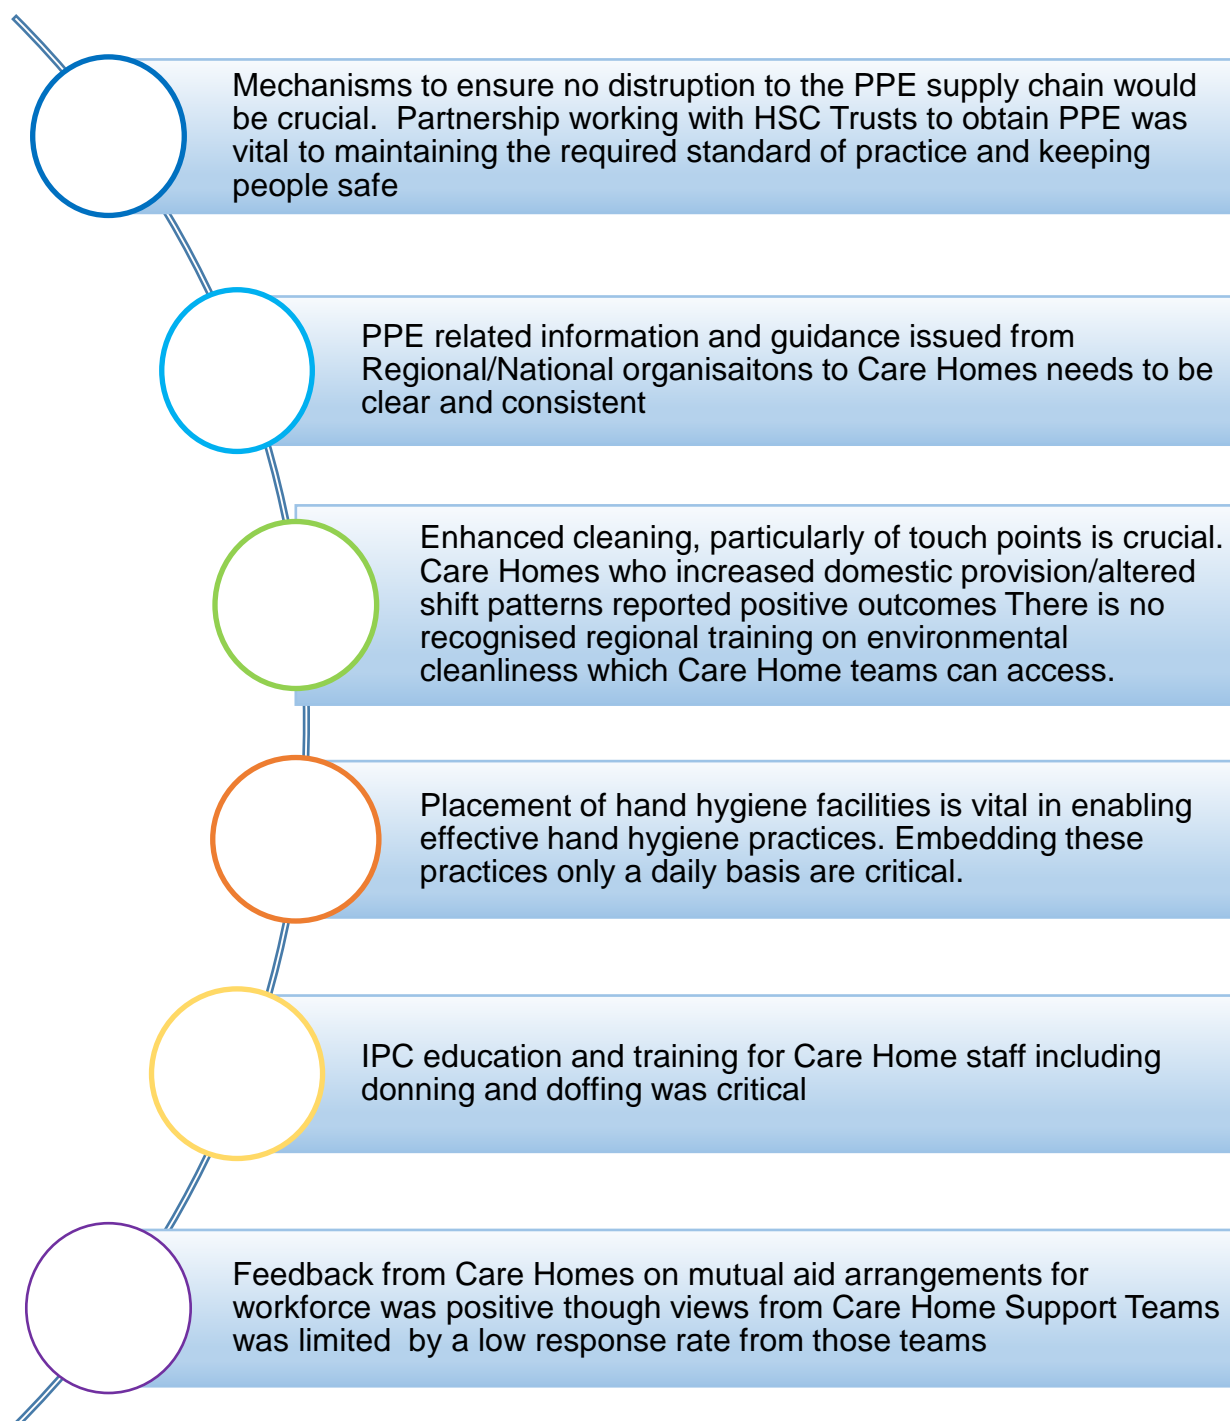 Mechanisms to ensure no distruption to the PPE supply chain would
be crucial.  Partnership working with HSC Trusts to obtain PPE was
vital to maintaining the required standard of practice and keeping
people safe
PPE related information and guidance issued from
Regional/National organisaitons to Care Homes needs to be
clear and consistent
Enhanced cleaning, particularly of touch points is crucial.
Care Homes who increased domestic provision/altered
shift patterns reported positive outcomes There is no
recognised regional training on environmental
cleanliness which Care Home teams can access.
Placement of hand hygiene facilities is vital in enabling
effective hand hygiene practices. Embedding these
practices only a daily basis are critical.
IPC education and training for Care Home staff including
donning and doffing was critical
Feedback from Care Homes on mutual aid arrangements for
workforce was positive though views from Care Home Support Teams
was limited  by a low response rate from those teams